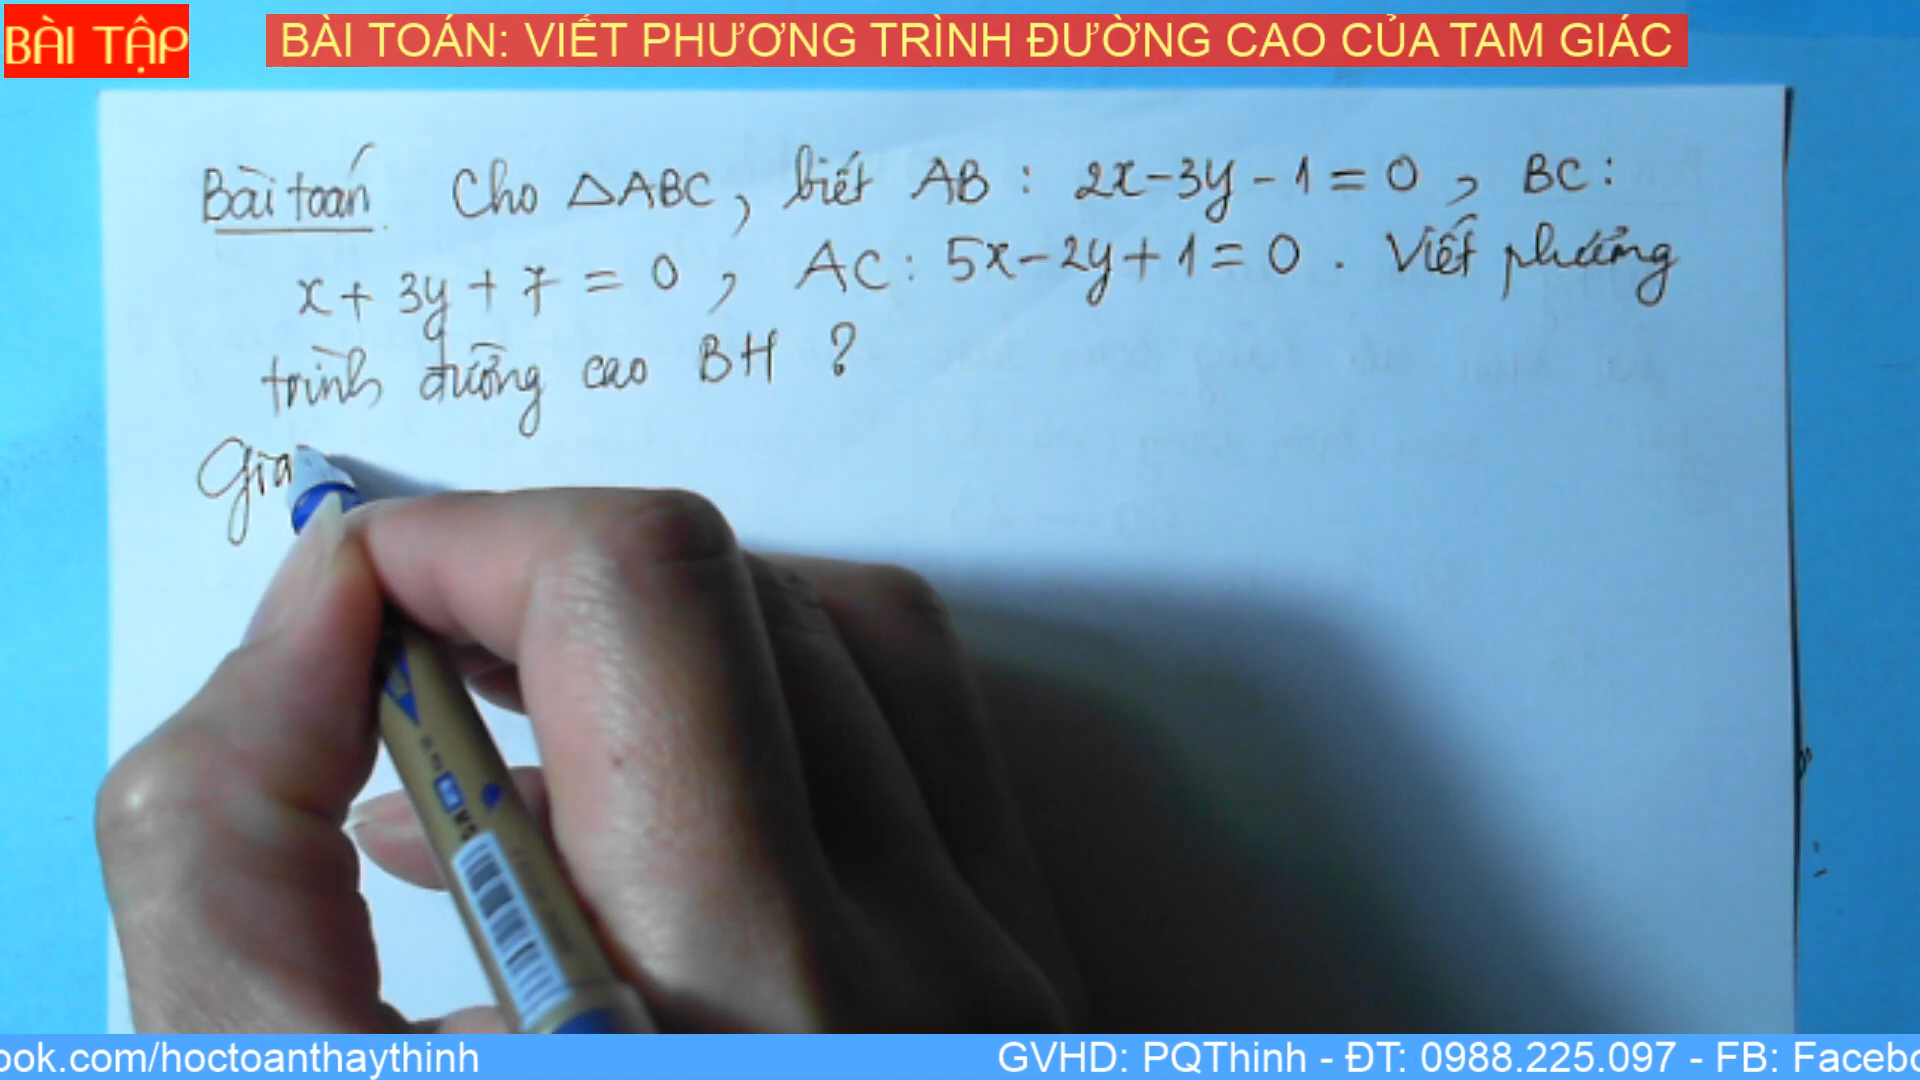 BÀI TẬP
BÀI TOÁN: VIẾT PHƯƠNG TRÌNH ĐƯỜNG CAO CỦA TAM GIÁC
Bài toán. Cho △ABC, biết AB : 2x-3y-1=0, BC:
x+3y+7=0, AC: 5x-2y+1=0. Viết phương
trình đường cao BH ?
Giả
ook.com/hoctoanthaythinh
GVHD: PQThinh - ĐT: 0988.225.097 - FB: Facebo